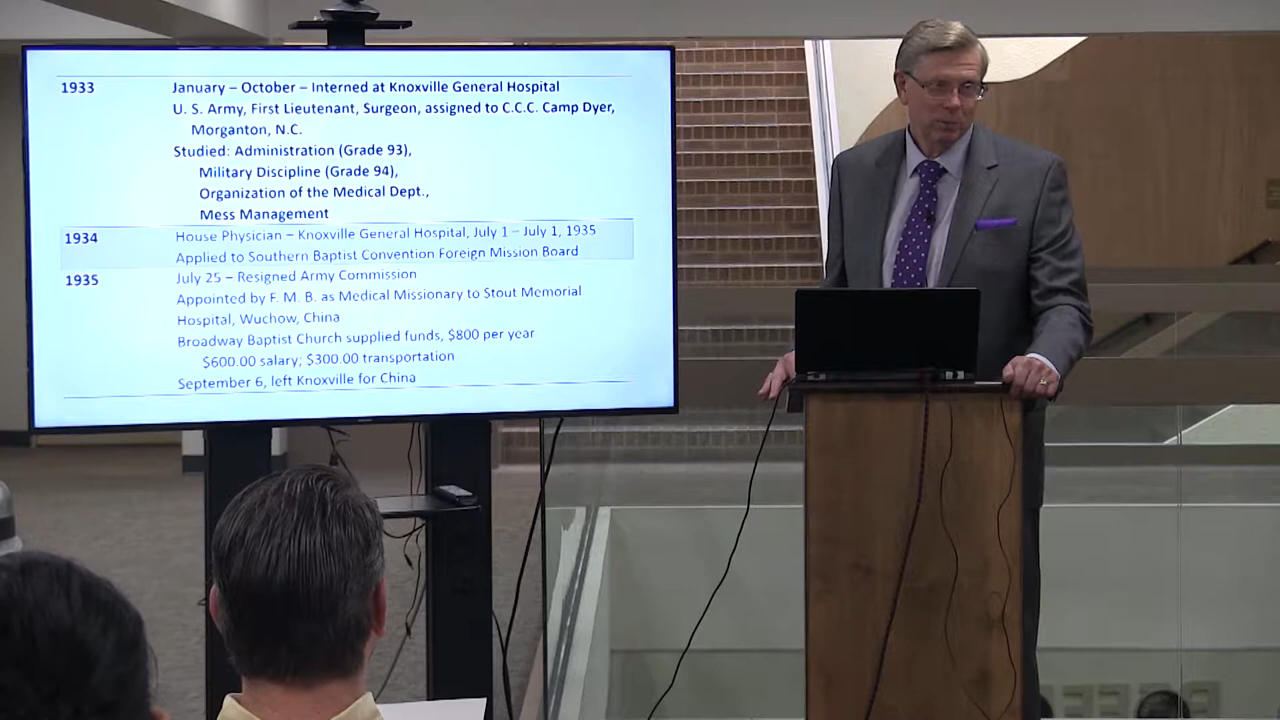 1933 January – October – Interned at Knoxville General Hospital
U. S. Army, First Lieutenant, Surgeon, assigned to C.C.C. Camp Dyer,
Morganton, N.C.
Studied: Administration (Grade 93),
Military Discipline (Grade 94),
Organization of the Medical Dept.,
Mess Management
1934 House Physician – Knoxville General Hospital, July 1 – July 1, 1935
Applied to Southern Baptist Convention Foreign Mission Board
1935 July 25 – Resigned Army Commission
Appointed by F. M. B. as Medical Missionary to Stout Memorial
Hospital, Wuchow, China
Broadway Baptist Church supplied funds, $800 per year
$600.00 salary; $300.00 transportation
September 6, left Knoxville for China